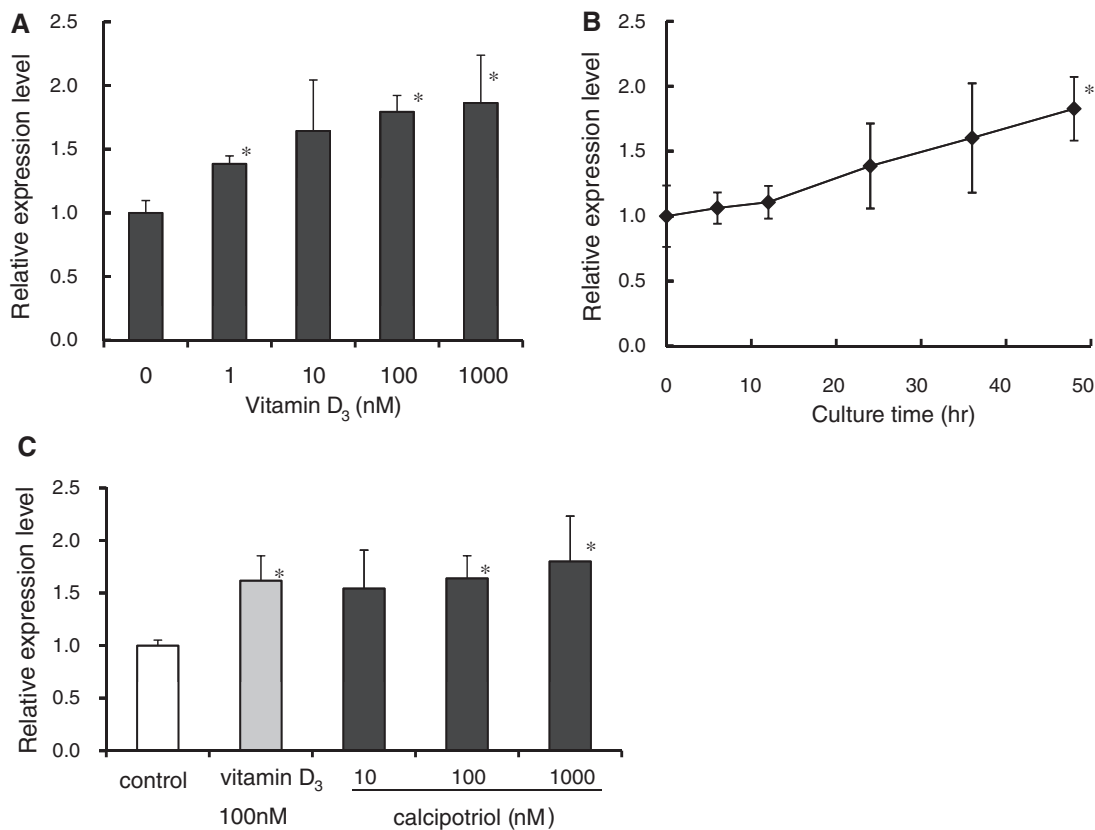 A
Relative expression level
2.5
2.0
1.5
1.0
0.5
0.0
*
*
*
0 1 10 100 1000
Vitamin D3 (nM)
B
Relative expression level
2.5
2.0
1.5
1.0
0.5
0.0
*
0 10 20 30 40 50
Culture time (hr)
C
Relative expression level
2.5
2.0
1.5
1.0
0.5
0.0
*
*
*
control vitamin D3 10 100 1000
100nM calcipotriol (nM)